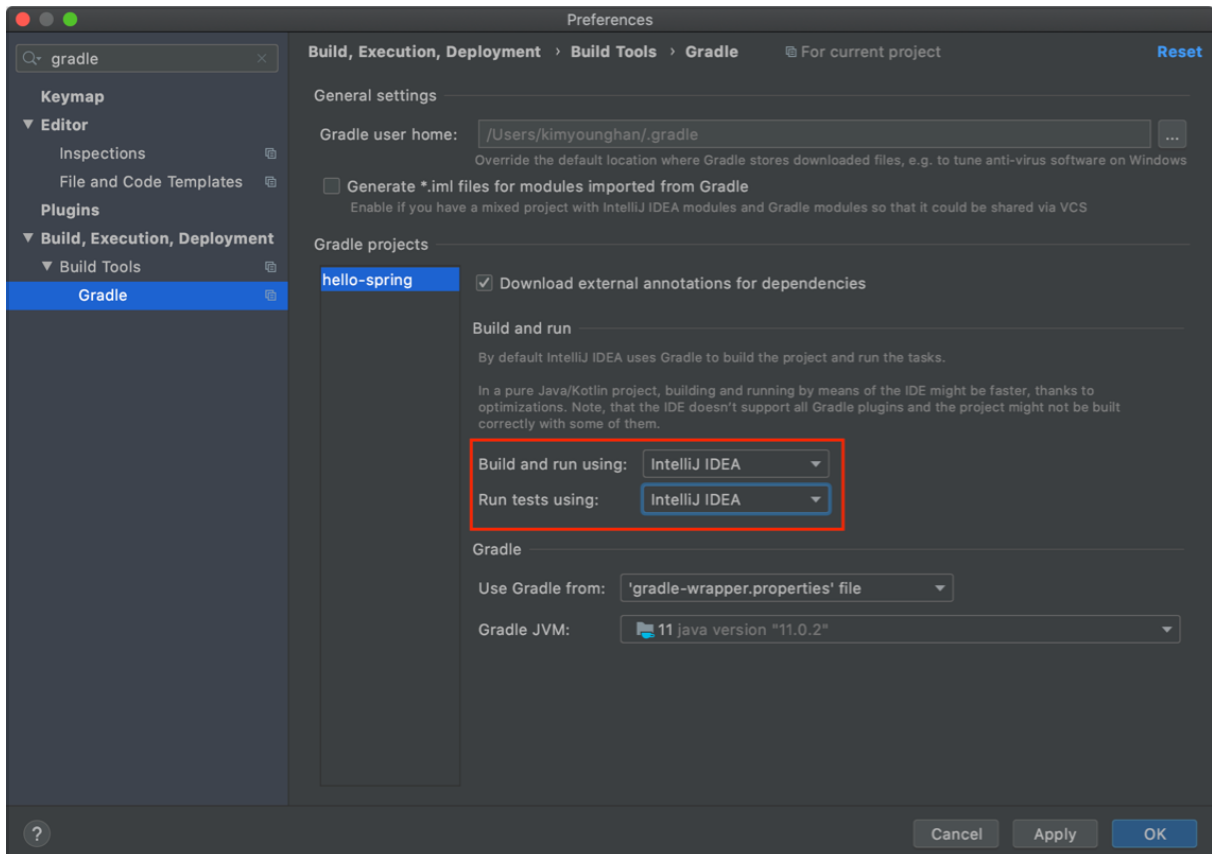 Preferences
gradle
Keymap
Editor
Inspections
File and Code Templates
Plugins
Build, Execution, Deployment
Build Tools
Gradle
Build, Execution, Deployment › Build Tools › Gradle For current project Reset
General settings
Gradle user home: /Users/kimyounghan/.gradle ...
Override the default location where Gradle stores downloaded files, e.g. to tune anti-virus software on Windows
Generate *.iml files for modules imported from Gradle
Enable if you have a mixed project with IntelliJ IDEA modules and Gradle modules so that it could be shared via VCS
Gradle projects
hello-spring
Download external annotations for dependencies
Build and run
By default IntelliJ IDEA uses Gradle to build the project and run the tasks.
In a pure Java/Kotlin project, building and running by means of the IDE might be faster, thanks to
optimizations. Note, that the IDE doesn't support all Gradle plugins and the project might not be built
correctly with some of them.
Build and run using: IntelliJ IDEA
Run tests using: IntelliJ IDEA
Gradle
Use Gradle from: 'gradle-wrapper.properties' file
Gradle JVM: 11 java version "11.0.2"
? Cancel Apply OK